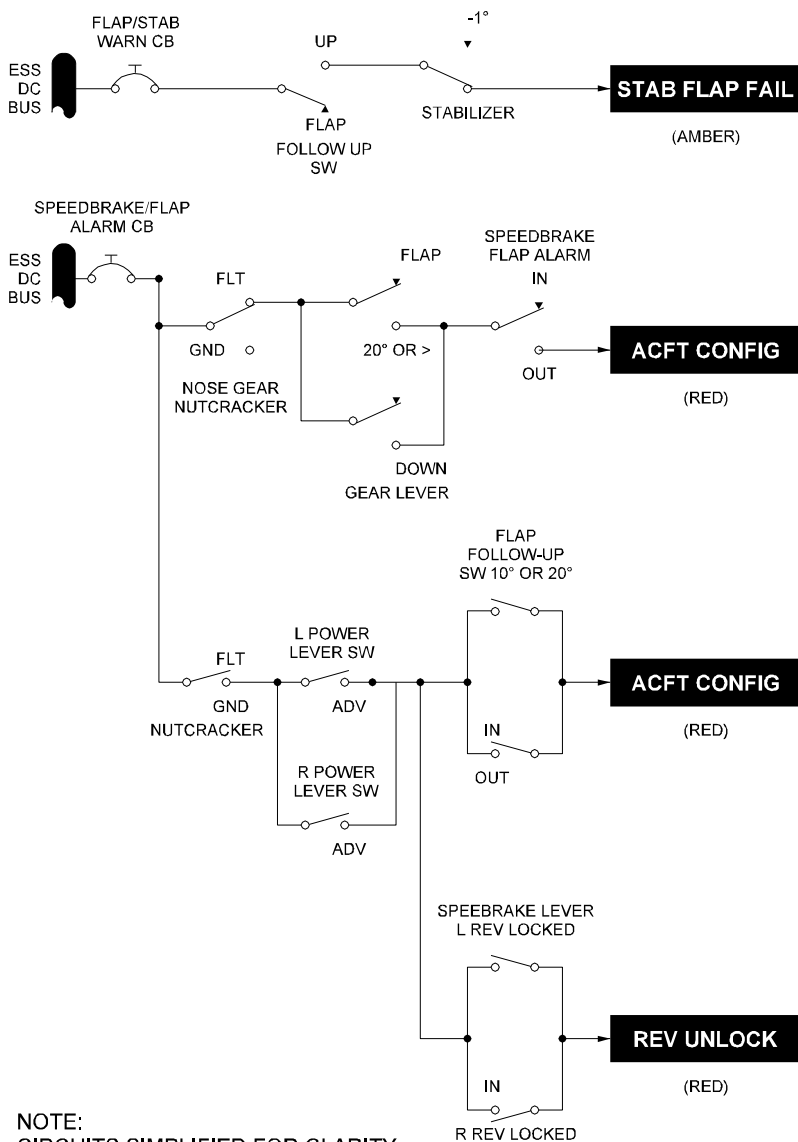 -1°
FLAP/STAB
WARN CB
ESS
DC
BUS
UP
FLAP
FOLLOW UP
SW
STABILIZER
STAB FLAP FAIL
(AMBER)
SPEEDBRAKE/FLAP
ALARM CB
ESS
DC
BUS
FLT
GND
NOSE GEAR
NUTCRACKER
FLAP
20° OR >
DOWN
GEAR LEVER
SPEEDBRAKE
FLAP ALARM
IN
OUT
ACFT CONFIG
(RED)
FLT
GND
NUTCRACKER
L POWER
LEVER SW
ADV
R POWER
LEVER SW
ADV
FLAP
FOLLOW-UP
SW 10° OR 20°
IN
OUT
ACFT CONFIG
(RED)
SPEEBRAKE LEVER
L REV LOCKED
IN
R REV LOCKED
REV UNLOCK
(RED)
NOTE:
CIRCUITS SIMPLIFIED FOR CLARITY